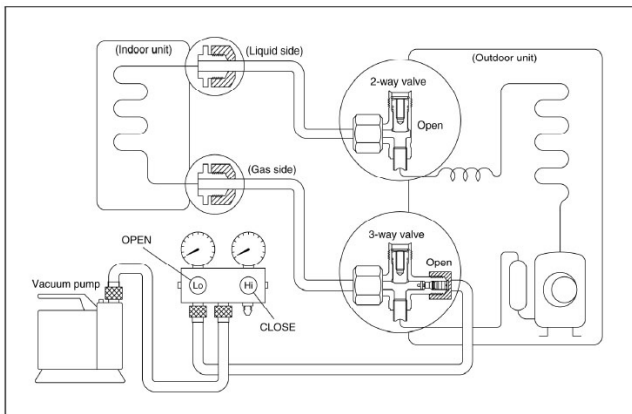 (Indoor unit)
(Liquid side)
(Outdoor unit)
2-way valve
Open
(Gas side)
3-way valve
Open
OPEN
Vacuum pump
Lo
Hi
CLOSE